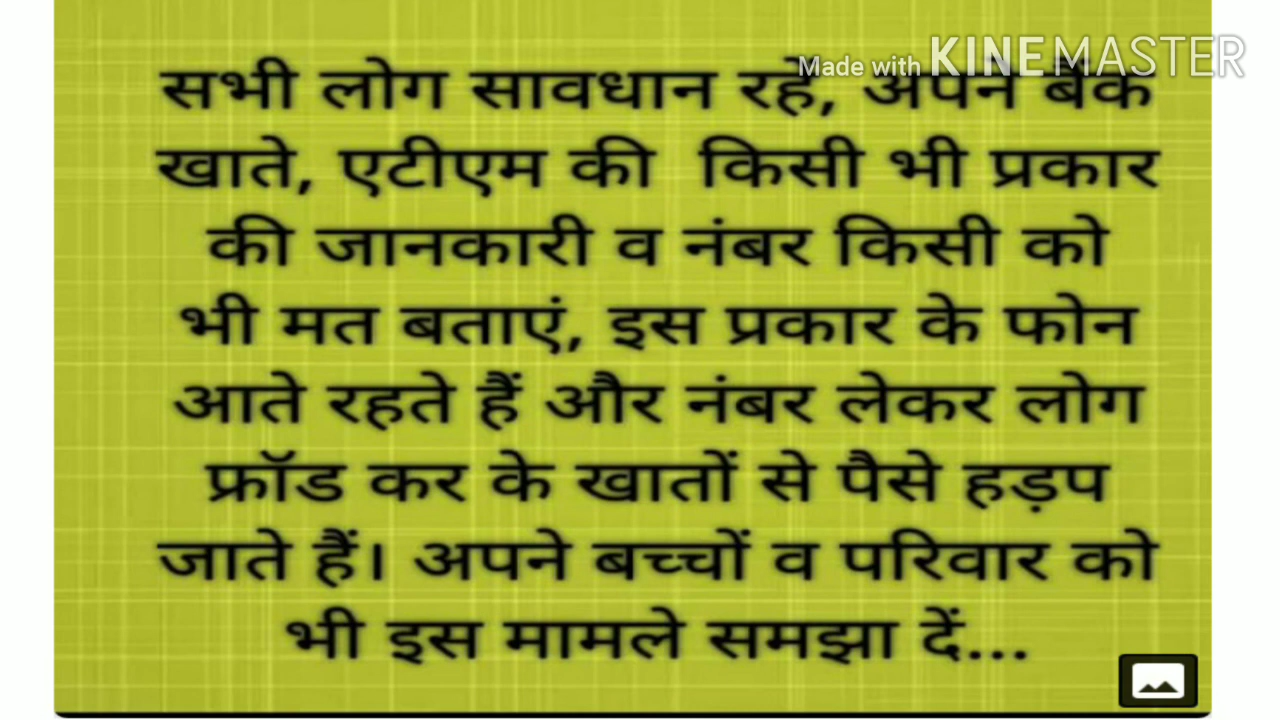 Made with KINEMASTER
सभी लोग सावधान रहें, अपने बैंक
खाते, एटीएम की किसी भी प्रकार
की जानकारी व नंबर किसी को
भी मत बताएं, इस प्रकार के फोन
आते रहते हैं और नंबर लेकर लोग
फ्रॉड कर के खातों से पैसे हड़प
जाते हैं। अपने बच्चों व परिवार को
भी इस मामले समझा दें...